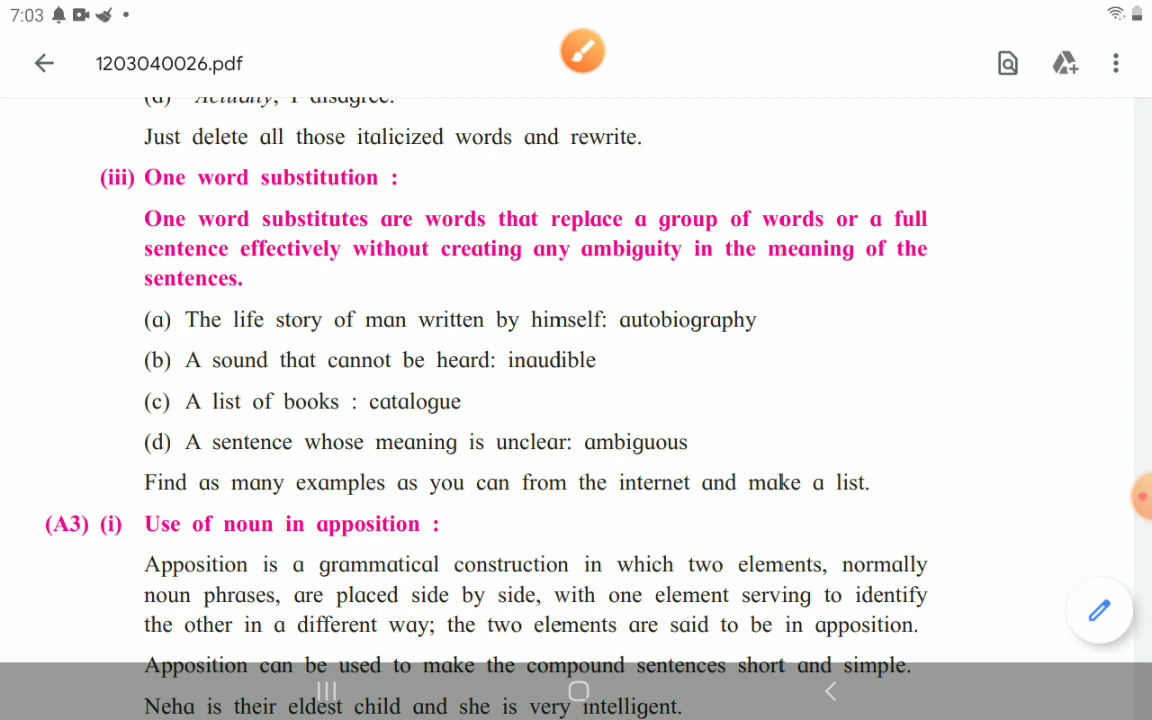 7:03
1203040026.pdf
(d) Actually, I disagree.
Just delete all those italicized words and rewrite.
(iii) One word substitution :
One word substitutes are words that replace a group of words or a full
sentence effectively without creating any ambiguity in the meaning of the
sentences.
(a) The life story of man written by himself: autobiography
(b) A sound that cannot be heard: inaudible
(c) A list of books : catalogue
(d) A sentence whose meaning is unclear: ambiguous
Find as many examples as you can from the internet and make a list.
(A3) (i) Use of noun in apposition :
Apposition is a grammatical construction in which two elements, normally
noun phrases, are placed side by side, with one element serving to identify
the other in a different way; the two elements are said to be in apposition.
Apposition can be used to make the compound sentences short and simple.
Neha is their eldest child and she is very intelligent.